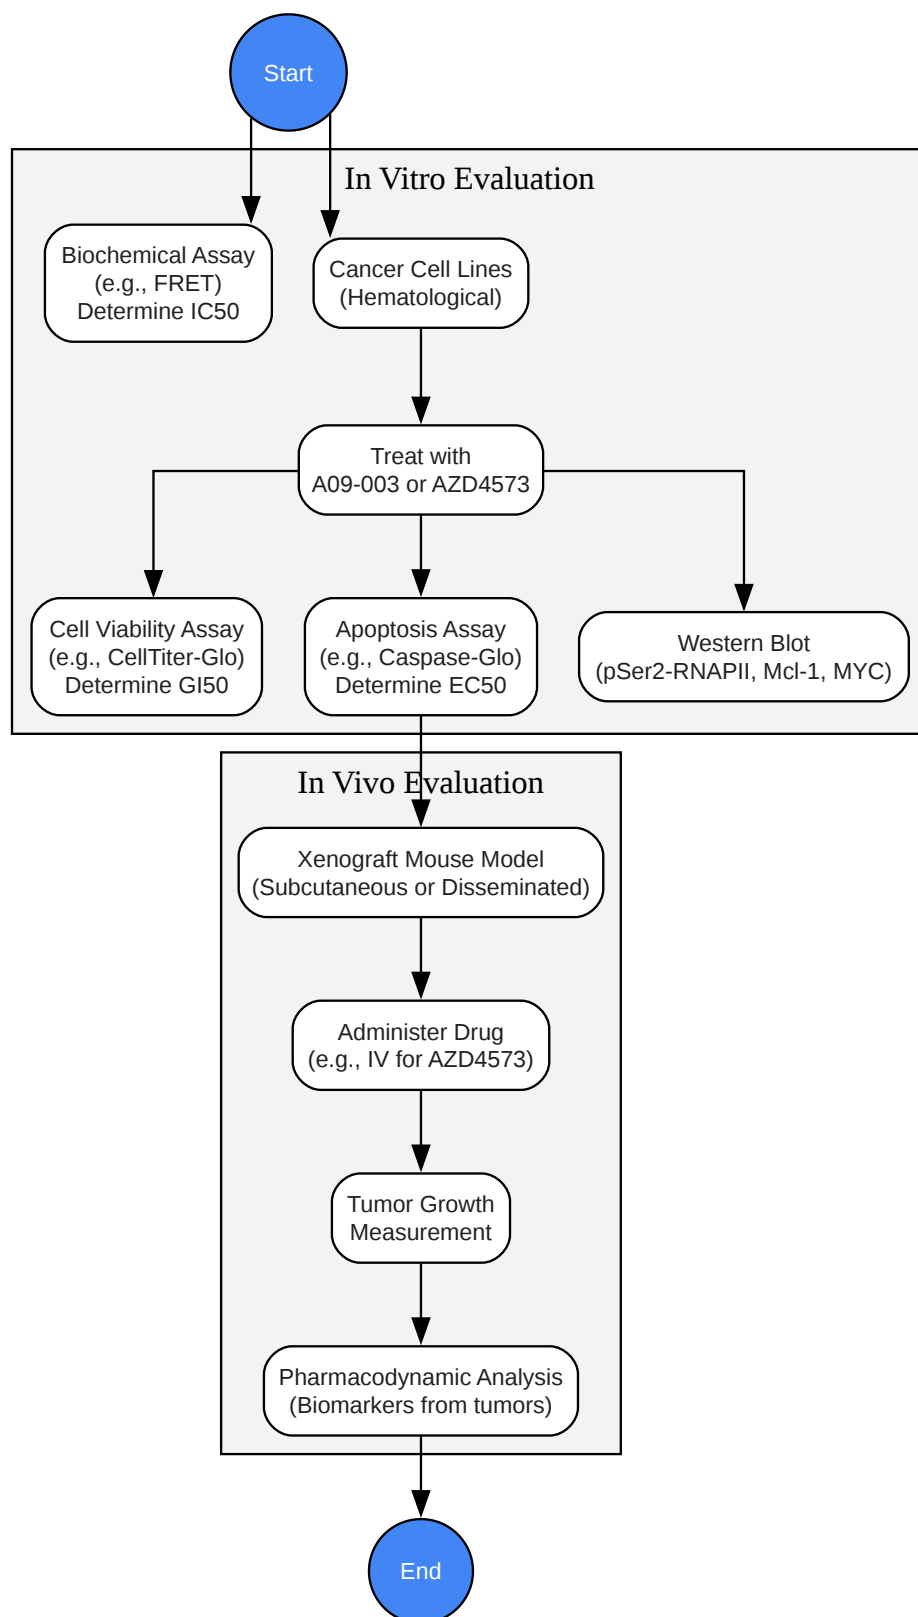 Start
In Vitro Evaluation
Biochemical Assay
(e.g., FRET)
Determine IC50
Cancer Cell Lines
(Hematological)
Treat with
A09-003 or AZD4573
Cell Viability Assay
(e.g., CellTiter-Glo)
Determine GI50
Apoptosis Assay
(e.g., Caspase-Glo)
Determine EC50
Western Blot
(pSer2-RNAPII, Mcl-1, MYC)
In Vivo Evaluation
Xenograft Mouse Model
(Subcutaneous or Disseminated)
Administer Drug
(e.g., IV for AZD4573)
Tumor Growth
Measurement
Pharmacodynamic Analysis
(Biomarkers from tumors)
End